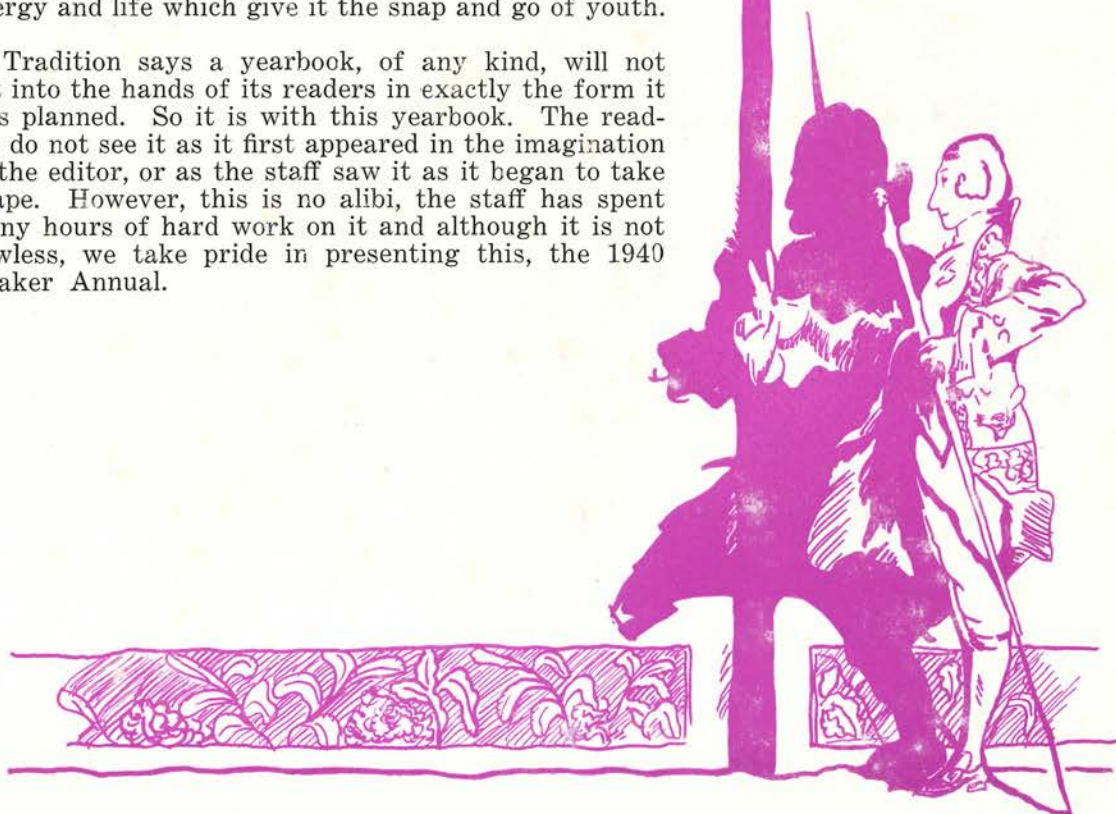 ergy and life which give it the snap and go of youth.
Tradition says a yearbook, of any kind, will not
into the hands of its readers in exactly the form it
s planned. So it is with this yearbook. The read-
do not see it as it first appeared in the imagination
the editor, or as the staff saw it as it began to take
ape. However, this is no alibi, the staff has spent
ny hours of hard work on it and although it is not
wless, we take pride in presenting this, the 1940
aker Annual.